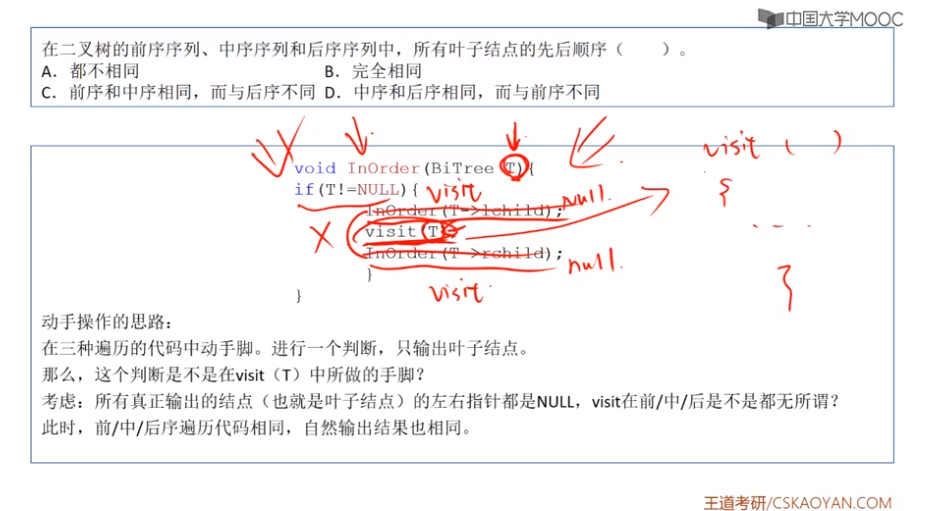 中国大学MOOC
在二叉树的前序序列、中序序列和后序序列中，所有叶子结点的先后顺序（    ）。
A．都不相同    B．完全相同
C．前序和中序相同，而与后序不同 D．中序和后序相同，而与前序不同
void InOrder(BiTree T){
visit (    )
if(T!=NULL){ visit
{
InOrder(T->lchild); null.
visit(T);
...
InOrder(T->rchild); null.
}
visit.
}
}
动手操作的思路：
在三种遍历的代码中动手脚。进行一个判断，只输出叶子结点。
那么，这个判断是不是在visit（T）中所做的手脚？
考虑：所有真正输出的结点（也就是叶子结点）的左右指针都是NULL，visit在前/中/后是不是都无所谓？
此时，前/中/后序遍历代码相同，自然输出结果也相同。
王道考研/CSKAOYAN.COM